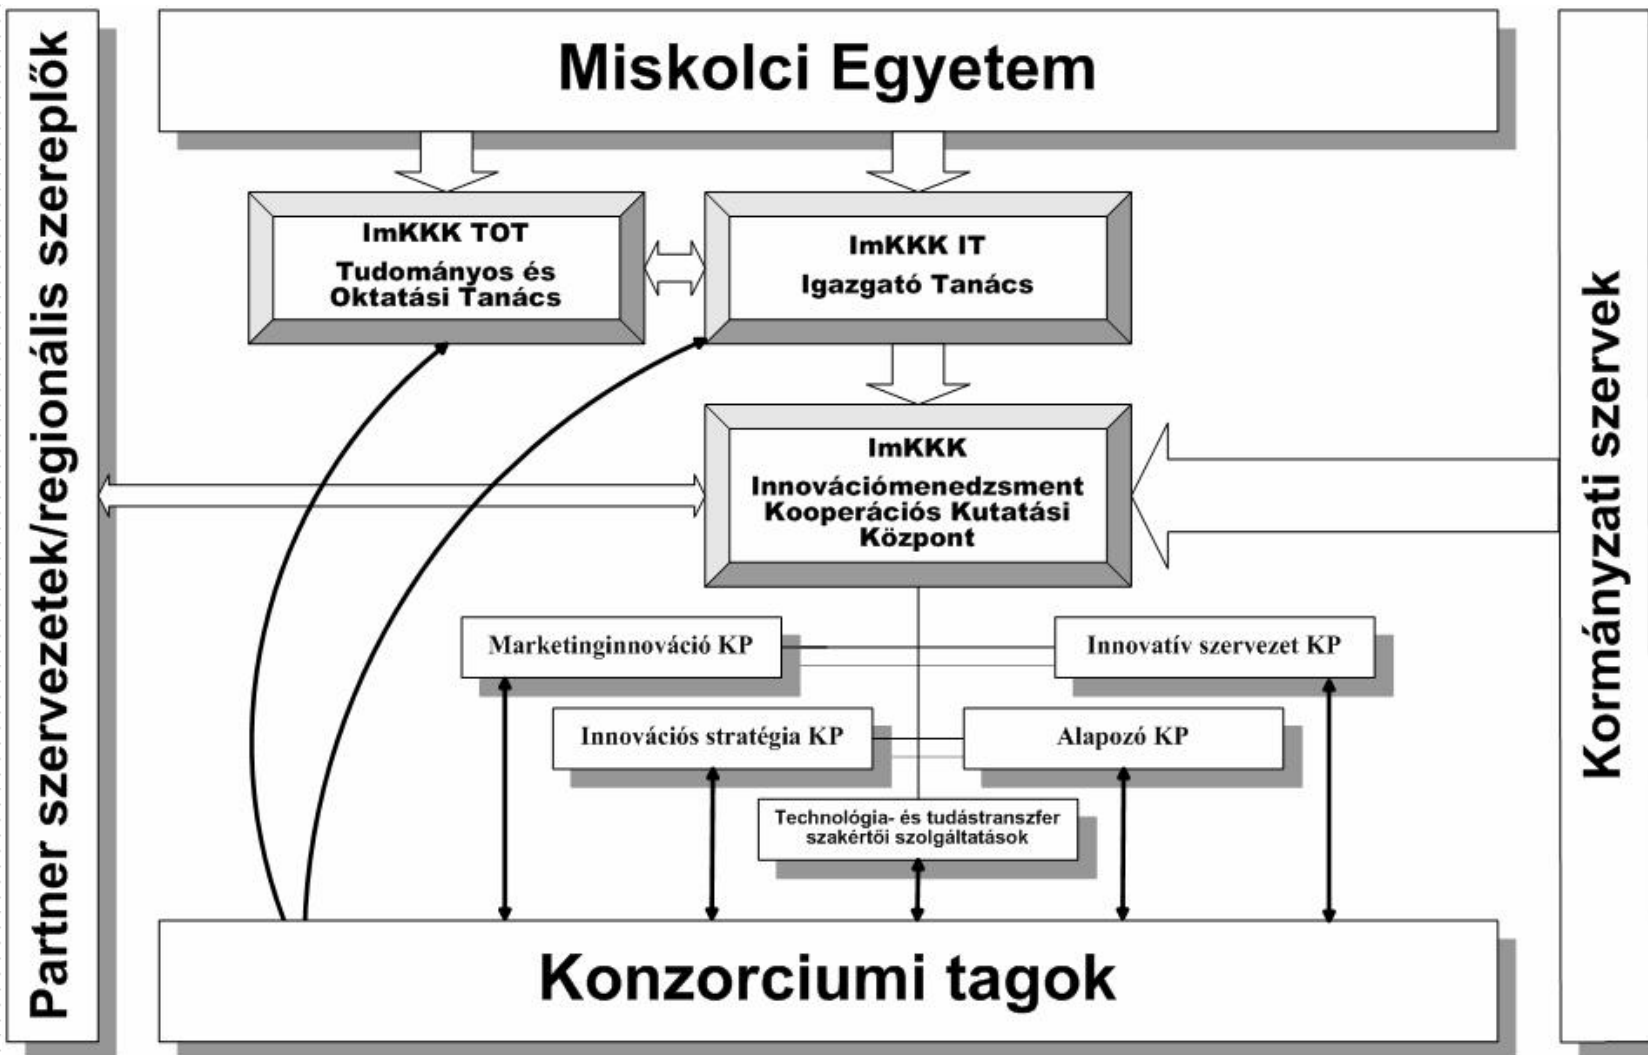 Miskolci Egyetem
Partner szervezetek/regionális szereplők
Kormányzati szervek
ImKKK TOT
Tudományos és
Oktatási Tanács
ImKKK IT
Igazgató Tanács
ImKKK
Innovációmenedzsment
Kooperációs Kutatási
Központ
Marketinginnováció KP
Innovatív szervezet KP
Innovációs stratégia KP
Alapozó KP
Technológia- és tudástranszfer
szakértői szolgáltatások
Konzorciumi tagok